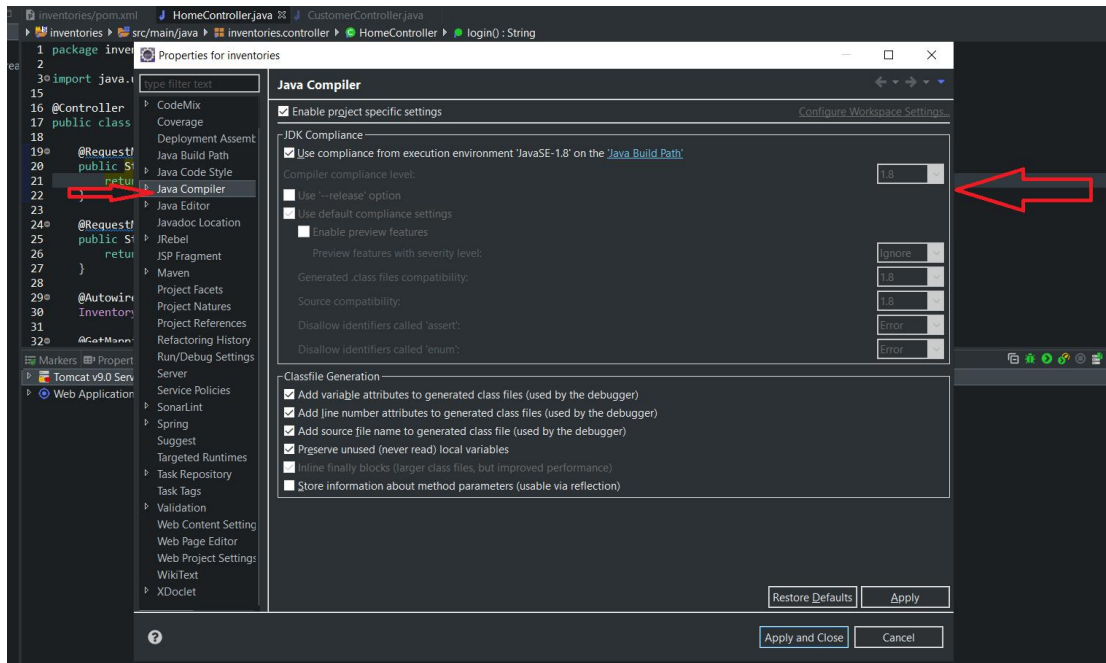 inventories/pom.xml HomeController.java CustomerController.java
inventories src/main/java inventories.controller HomeController login() : String
1 package inver
2
3 import java.u
15
16 @Controller
17 public class
18
19 @RequestM
20 public St
21 retur
22 }
23
24 @RequestM
25 public St
26 retur
27 }
28
29 @Autowire
30 Inventory
31
32 @GetMappi
Markers Propert
Tomcat v9.0 Serv
Web Application
Properties for inventories
type filter text
CodeMix
Coverage
Deployment Assembl
Java Build Path
Java Code Style
Java Compiler
Java Editor
Javadoc Location
JRebel
JSP Fragment
Maven
Project Facets
Project Natures
Project References
Refactoring History
Run/Debug Settings
Server
Service Policies
SonarLint
Spring
Suggest
Targeted Runtimes
Task Repository
Task Tags
Validation
Web Content Setting
Web Page Editor
Web Project Settings
WikiText
XDoclet
Java Compiler
Enable project specific settings Configure Workspace Settings...
JDK Compliance
Use compliance from execution environment 'JavaSE-1.8' on the 'Java Build Path'
Compiler compliance level: 1.8
Use '--release' option
Use default compliance settings
Enable preview features
Preview features with severity level: Ignore
Generated .class files compatibility: 1.8
Source compatibility: 1.8
Disallow identifiers called 'assert': Error
Disallow identifiers called 'enum': Error
Classfile Generation
Add variable attributes to generated class files (used by the debugger)
Add line number attributes to generated class files (used by the debugger)
Add source file name to generated class file (used by the debugger)
Preserve unused (never read) local variables
Inline finally blocks (larger class files, but improved performance)
Store information about method parameters (usable via reflection)
Restore Defaults Apply
Apply and Close Cancel